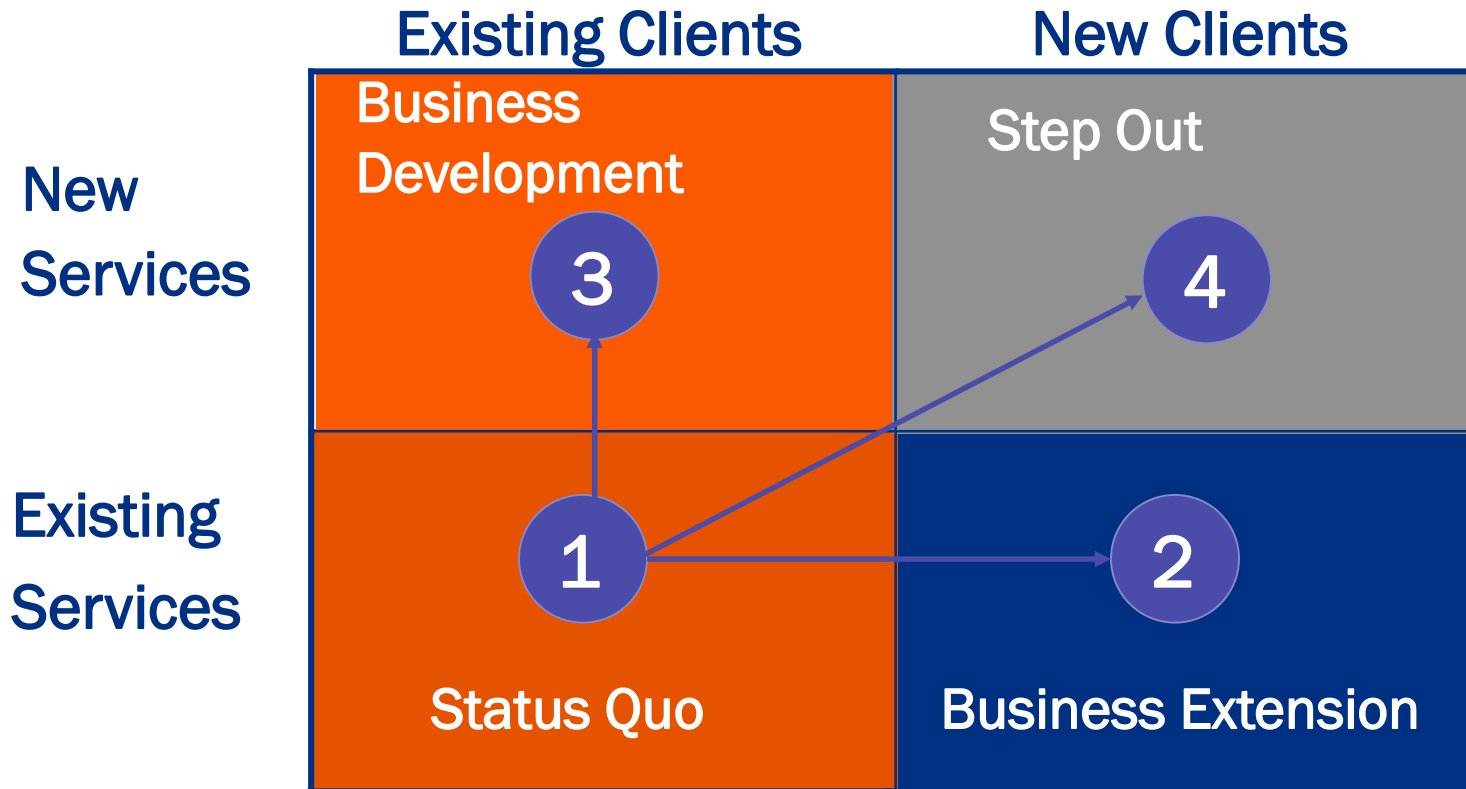 Existing Clients
New Clients
Business
Development
Step Out
New
Services
3
4
Existing
Services
1
2
Status Quo
Business Extension